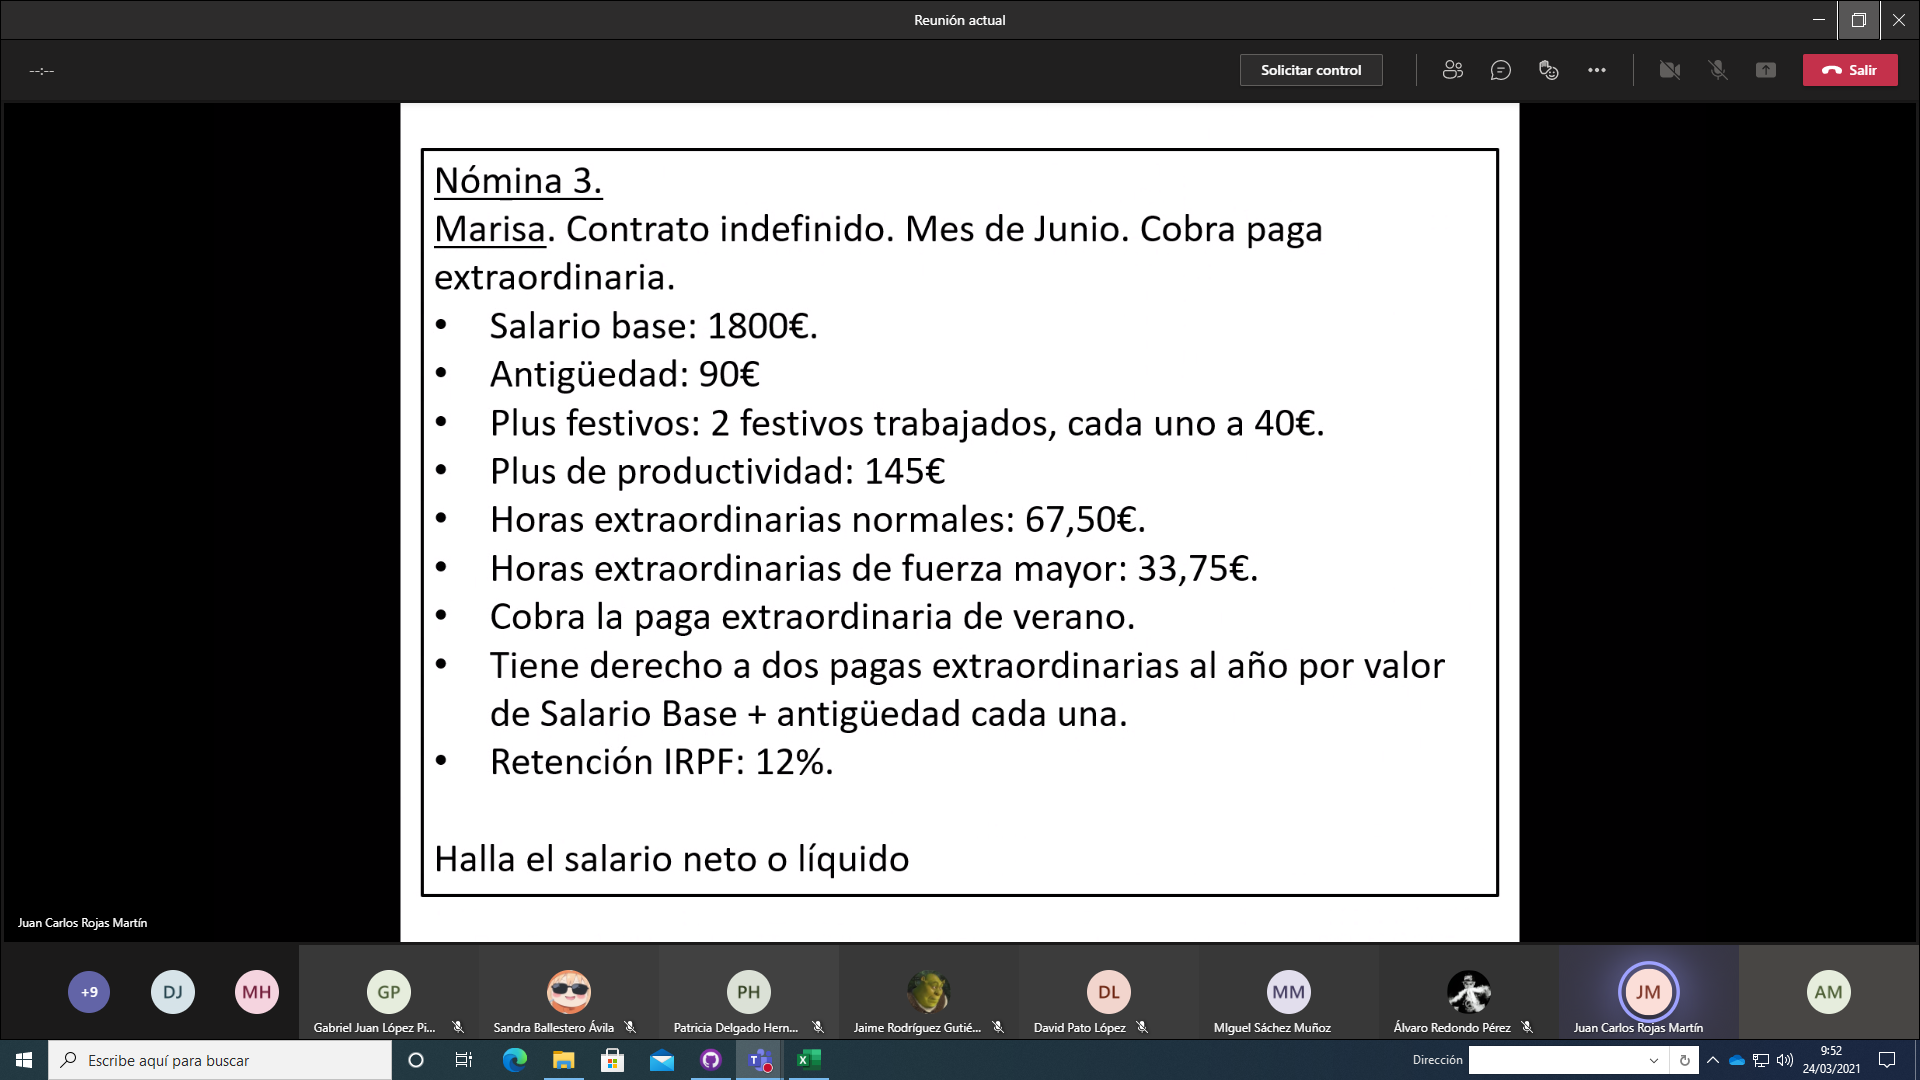 Reunión actual
--:--
Solicitar control
Salir
Nómina 3.
Marisa. Contrato indefinido. Mes de Junio. Cobra paga
extraordinaria.
• Salario base: 1800€.
• Antigüedad: 90€
• Plus festivos: 2 festivos trabajados, cada uno a 40€.
• Plus de productividad: 145€
• Horas extraordinarias normales: 67,50€.
• Horas extraordinarias de fuerza mayor: 33,75€.
• Cobra la paga extraordinaria de verano.
• Tiene derecho a dos pagas extraordinarias al año por valor
de Salario Base + antigüedad cada una.
• Retención IRPF: 12%.
Halla el salario neto o líquido
Juan Carlos Rojas Martín
+9
DJ
MH
GP
PH
DL
MM
JM
AM
Gabriel Juan López Pi...
Sandra Ballestero Ávila
Patricia Delgado Hern...
Jaime Rodríguez Gutié...
David Pato López
MIguel Sáchez Muñoz
Álvaro Redondo Pérez
Juan Carlos Rojas Martín
Escribe aquí para buscar
Dirección
9:52
24/03/2021